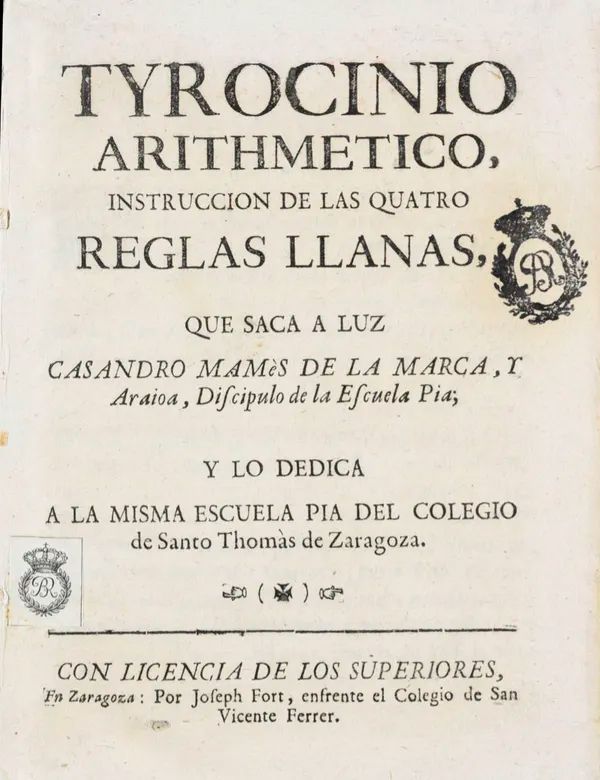 TYROCINIO
ARITHMETICO,
INSTRUCCION DE LAS QUATRO
REGLAS LLANAS,
QUE SACA A LUZ
CASANDRO MAMèS DE LA MARCA, Y
Araioa, Diſcipulo de la Eſcuela Pia;
Y LO DEDICA
A LA MISMA ESCUELA PIA DEL COLEGIO
de Santo Thomàs de Zaragoza.
CON LICENCIA DE LOS SUPERIORES,
En Zaragoza: Por Joſeph Fort, enfrente el Colegio de San
Vicente Ferrer.